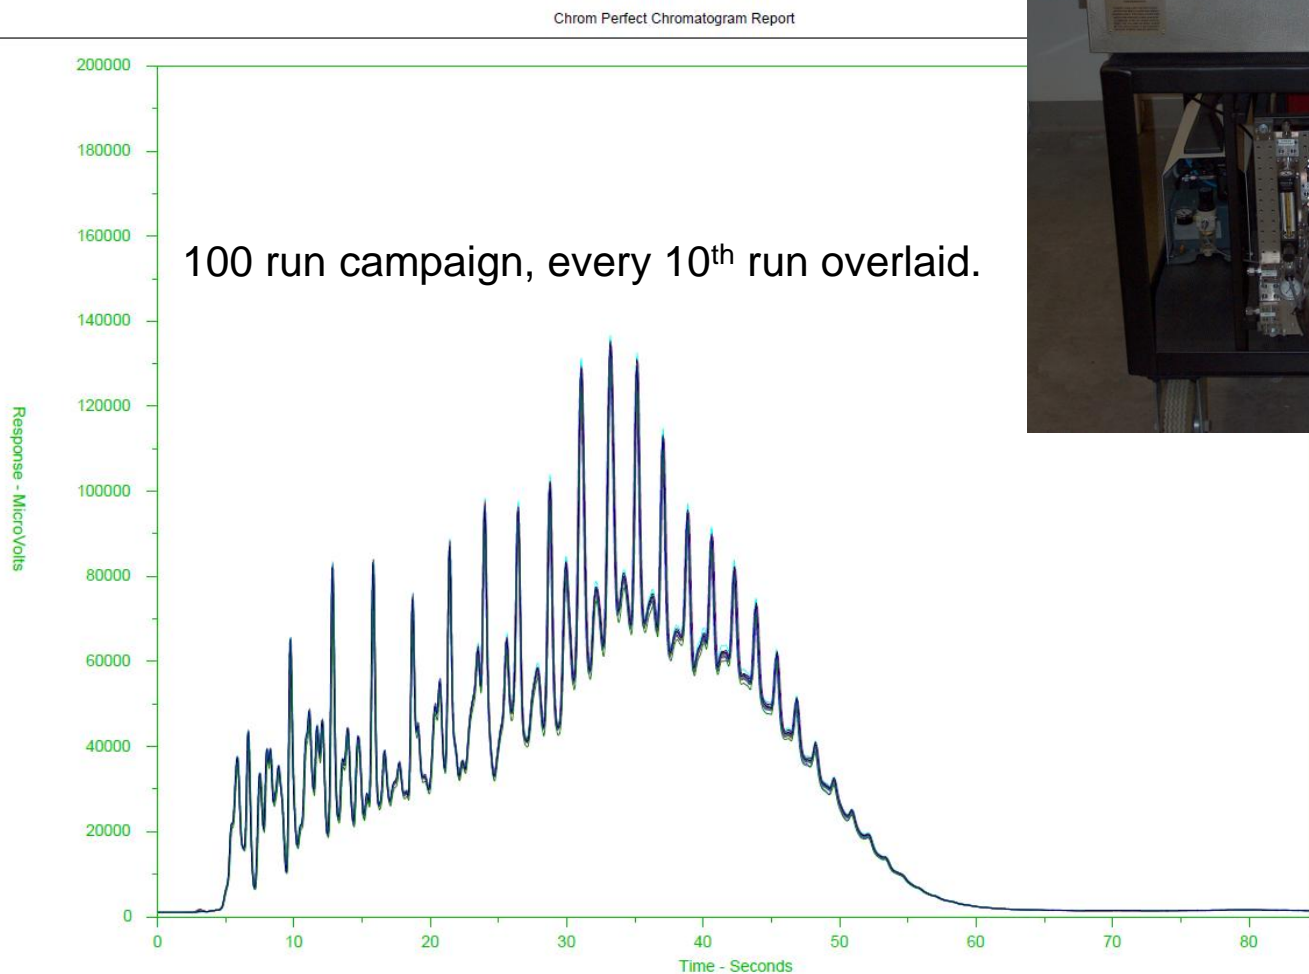 Chrom Perfect Chromatogram Report
200000
180000
160000
100 run campaign, every 10th run overlaid.
140000
120000
Response - MicroVolts
100000
80000
60000
40000
20000
0
0 10 20 30 40 50 60 70 80
Time - Seconds